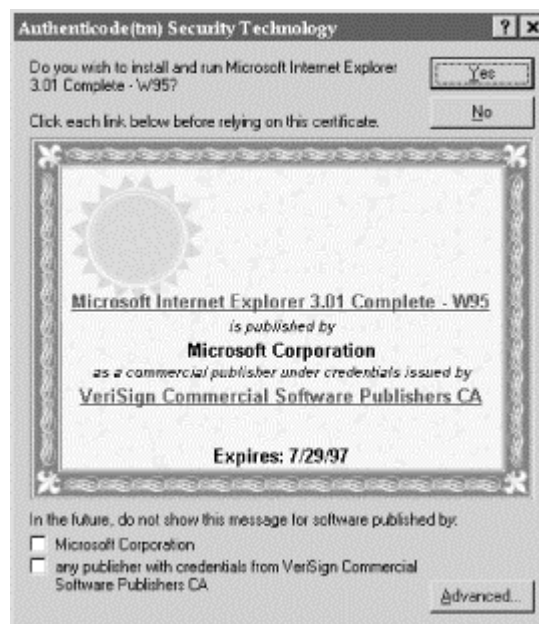 Authenticode(tm) Security Technology
Do you wish to install and run Microsoft Internet Explorer
3.01 Complete - W95?
Yes
No
Click each link below before relying on this certificate.
Microsoft Internet Explorer 3.01 Complete - W95
is published by
Microsoft Corporation
as a commercial publisher under credentials issued by
VeriSign Commercial Software Publishers CA
Expires: 7/29/97
In the future, do not show this message for software published by:
Microsoft Corporation
any publisher with credentials from VeriSign Commercial
Software Publishers CA
Advanced...